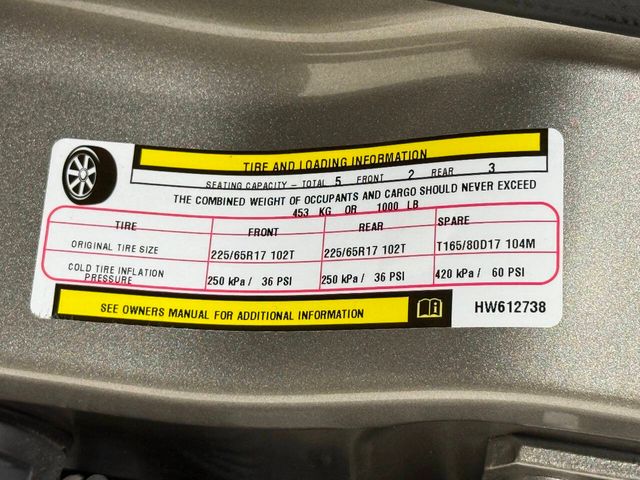 TIRE AND LOADING INFORMATION
SEATING CAPACITY - TOTAL 5 FRONT 2 REAR 3
THE COMBINED WEIGHT OF OCCUPANTS AND CARGO SHOULD NEVER EXCEED
453 KG OR 1000 LB
TIRE FRONT REAR SPARE
ORIGINAL TIRE SIZE 225/65R17 102T 225/65R17 102T T165/80D17 104M
COLD TIRE INFLATION
PRESSURE 250 kPa / 36 PSI 250 kPa / 36 PSI 420 kPa / 60 PSI
SEE OWNERS MANUAL FOR ADDITIONAL INFORMATION HW612738